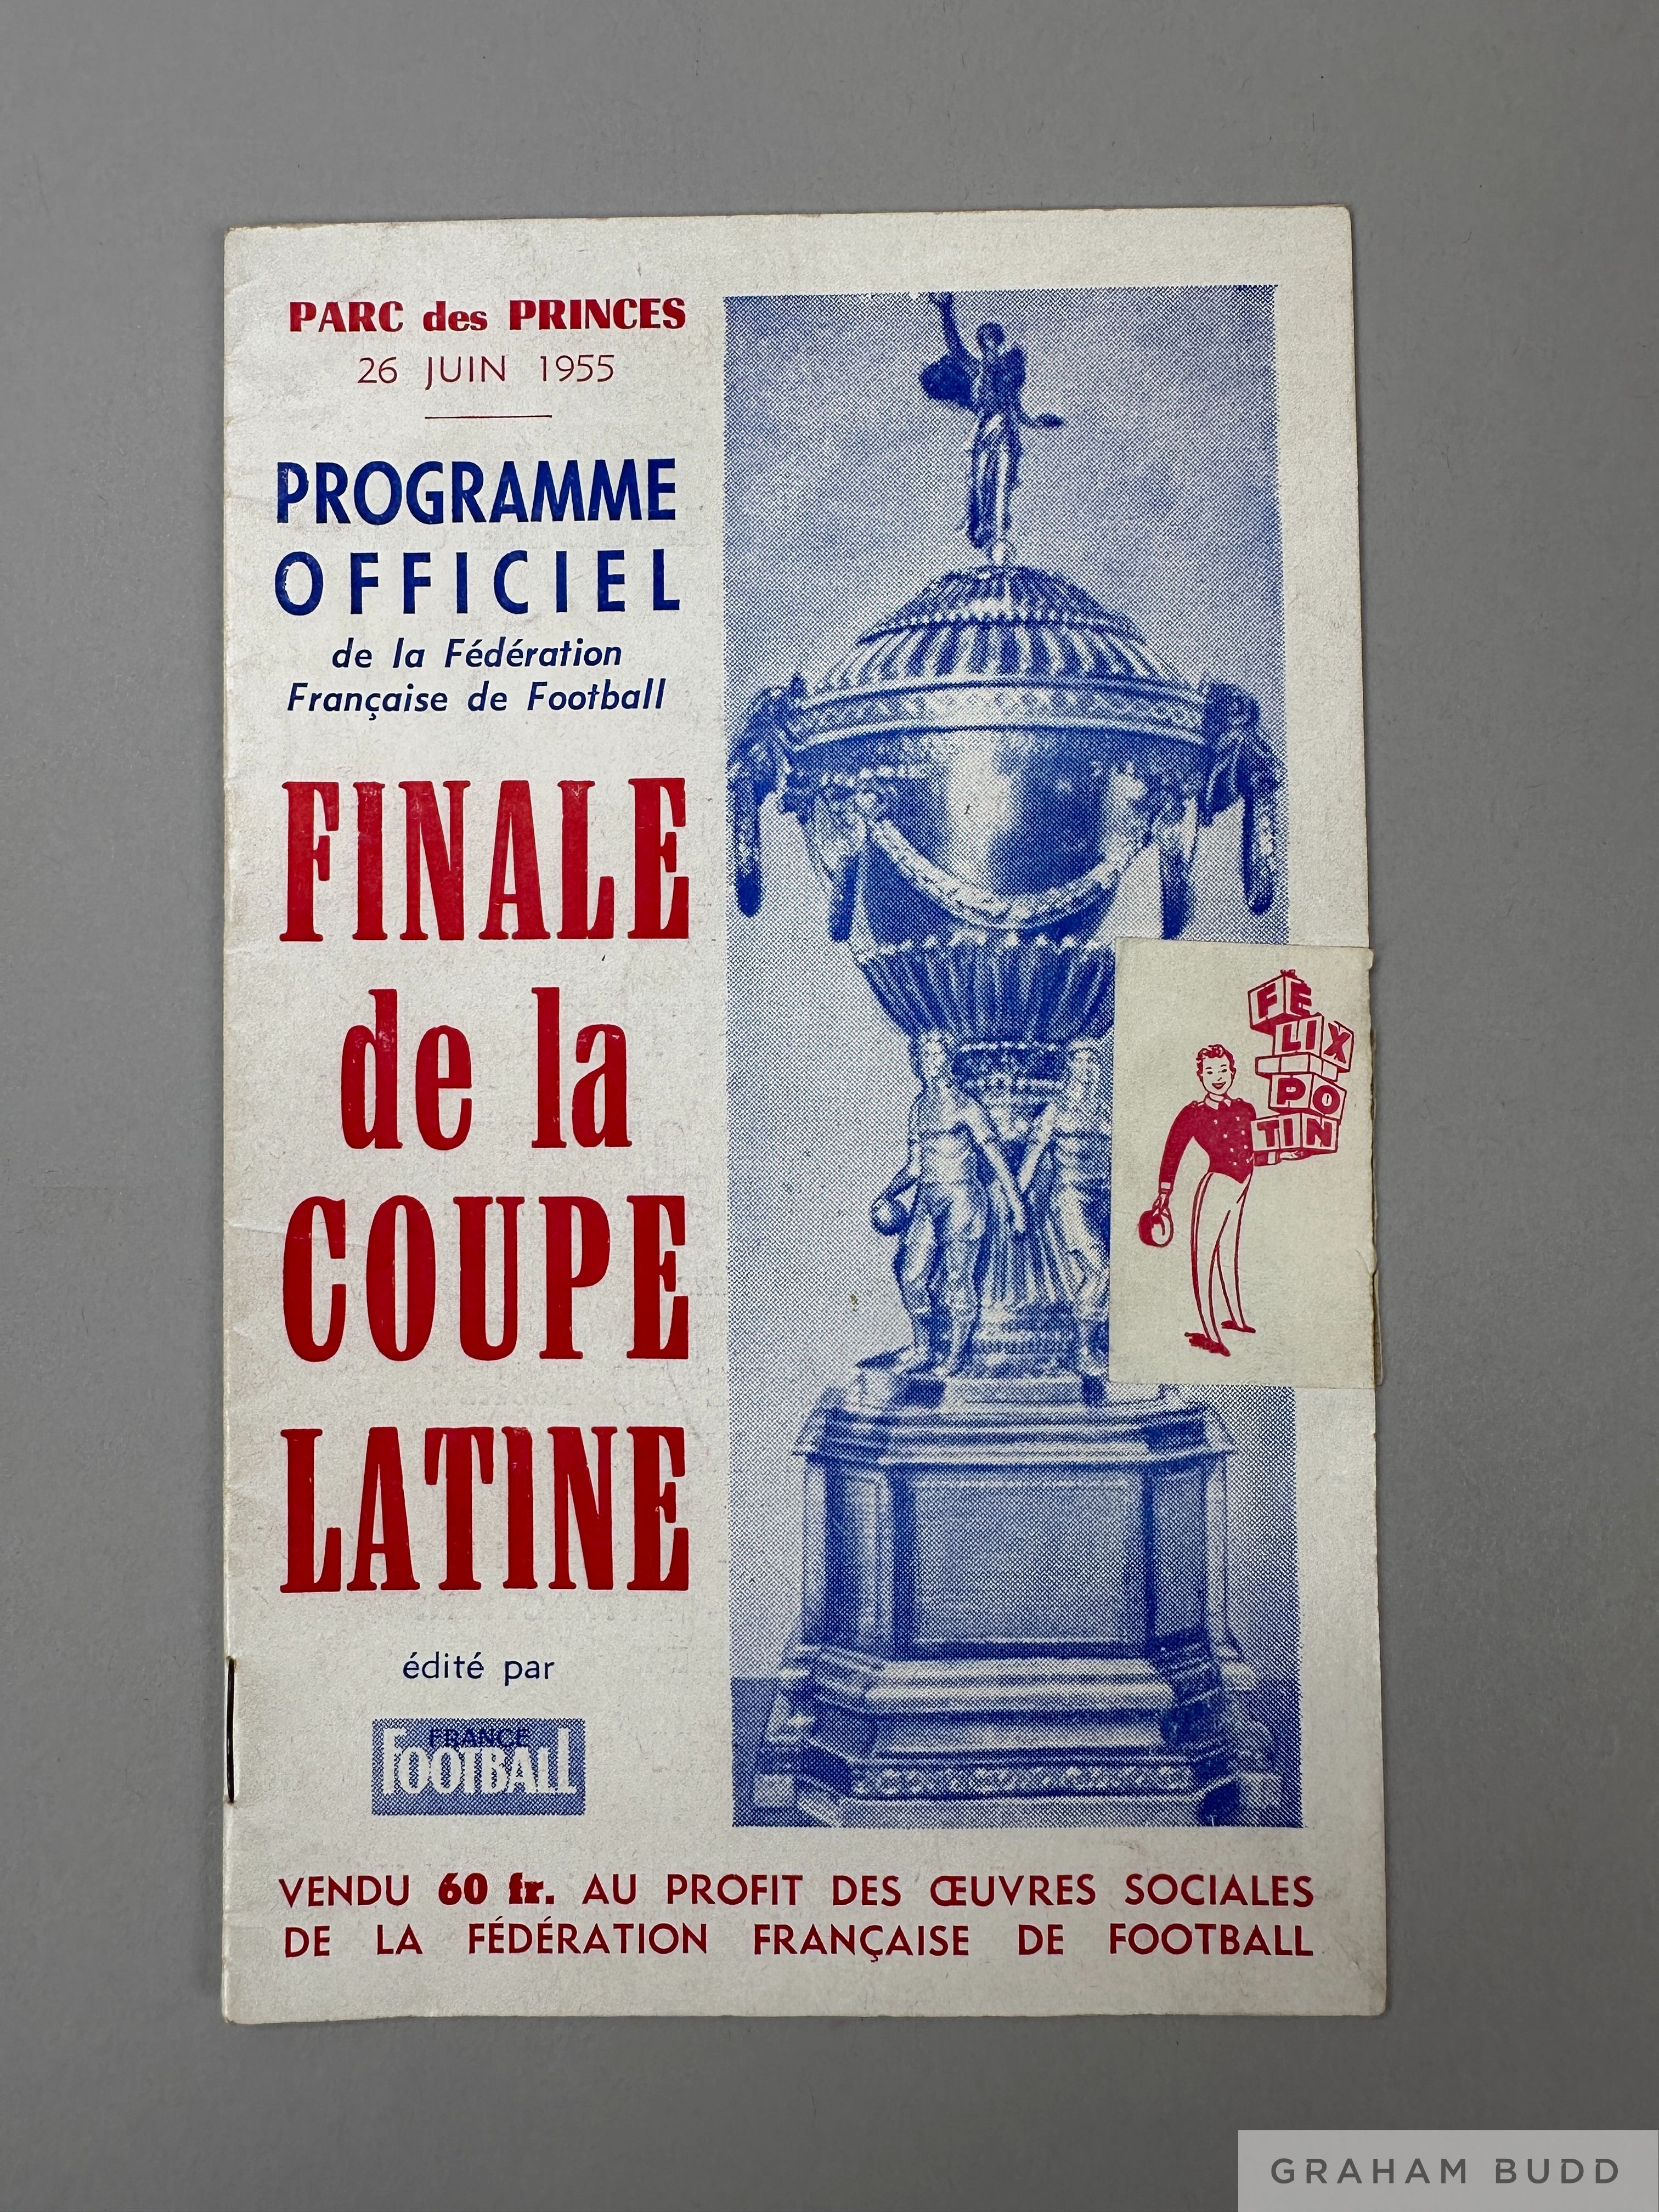 PARC des PRINCES
26 JUIN 1955
PROGRAMME
OFFICIEL
de la Fédération
Française de Football
FINALE
de la
COUPE
LATINE
édité par
FRANCE
FOOTBALL
VENDU 60 fr. AU PROFIT DES ŒUVRES SOCIALES
DE LA FÉDÉRATION FRANÇAISE DE FOOTBALL
FÉ
LIX
PO
TIN
GRAHAM BUDD